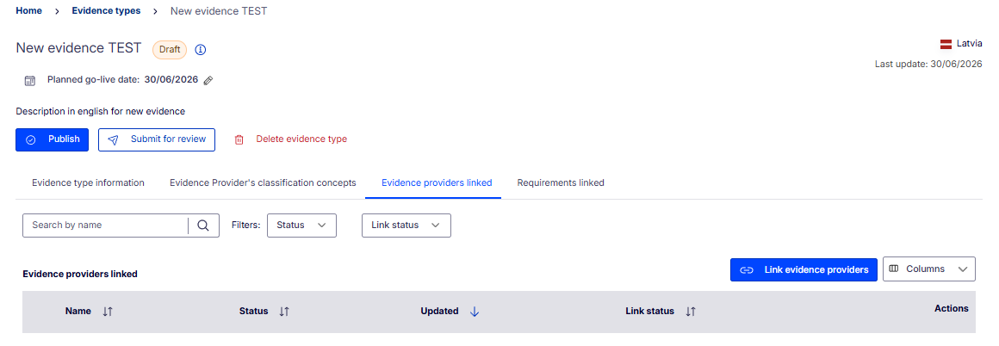 Home > Evidence types > New evidence TEST
New evidence TEST Draft
Latvia
Last update: 30/06/2026
Planned go-live date: 30/06/2026
Description in english for new evidence
Publish Submit for review Delete evidence type
Evidence type information Evidence Provider's classification concepts Evidence providers linked Requirements linked
Search by name Filters: Status Link status
Evidence providers linked Link evidence providers Columns
Name Status Updated Link status Actions